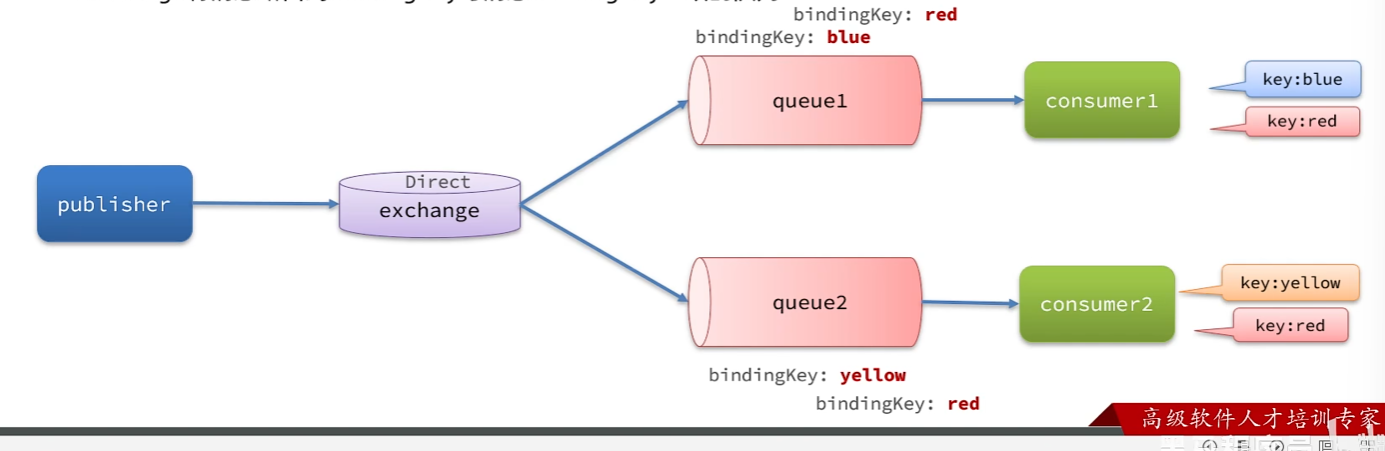 bindingKey: red
bindingKey: blue
queue1
consumer1
key:blue
key:red
publisher
Direct
exchange
queue2
consumer2
key:yellow
key:red
bindingKey: yellow
bindingKey: red
高级软件人才培训专家